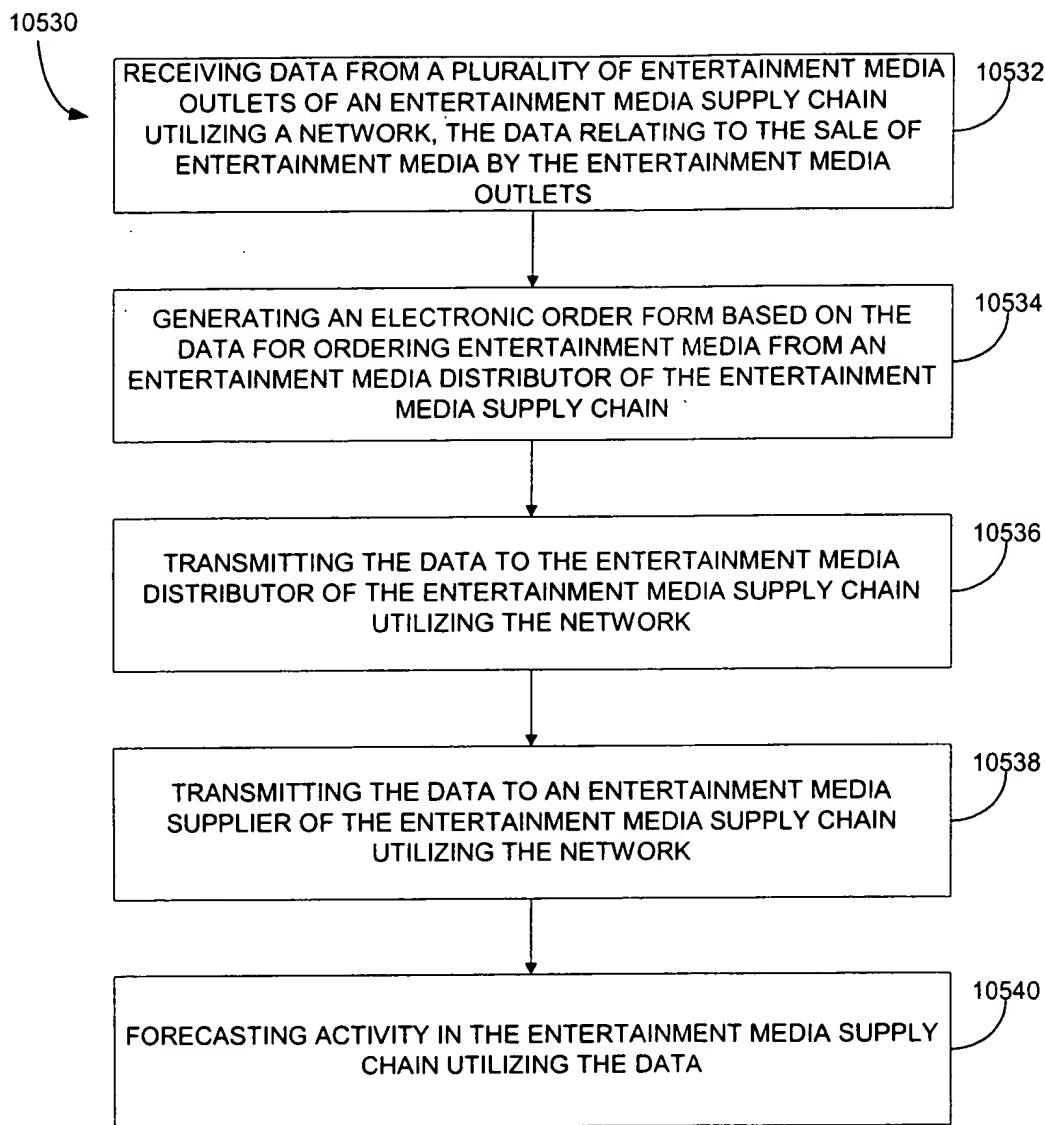 10530
RECEIVING DATA FROM A PLURALITY OF ENTERTAINMENT MEDIA
OUTLETS OF AN ENTERTAINMENT MEDIA SUPPLY CHAIN
UTILIZING A NETWORK, THE DATA RELATING TO THE SALE OF
ENTERTAINMENT MEDIA BY THE ENTERTAINMENT MEDIA
OUTLETS
10532
GENERATING AN ELECTRONIC ORDER FORM BASED ON THE
DATA FOR ORDERING ENTERTAINMENT MEDIA FROM AN
ENTERTAINMENT MEDIA DISTRIBUTOR OF THE ENTERTAINMENT
MEDIA SUPPLY CHAIN
10534
TRANSMITTING THE DATA TO THE ENTERTAINMENT MEDIA
DISTRIBUTOR OF THE ENTERTAINMENT MEDIA SUPPLY CHAIN
UTILIZING THE NETWORK
10536
TRANSMITTING THE DATA TO AN ENTERTAINMENT MEDIA
SUPPLIER OF THE ENTERTAINMENT MEDIA SUPPLY CHAIN
UTILIZING THE NETWORK
10538
FORECASTING ACTIVITY IN THE ENTERTAINMENT MEDIA SUPPLY
CHAIN UTILIZING THE DATA
10540